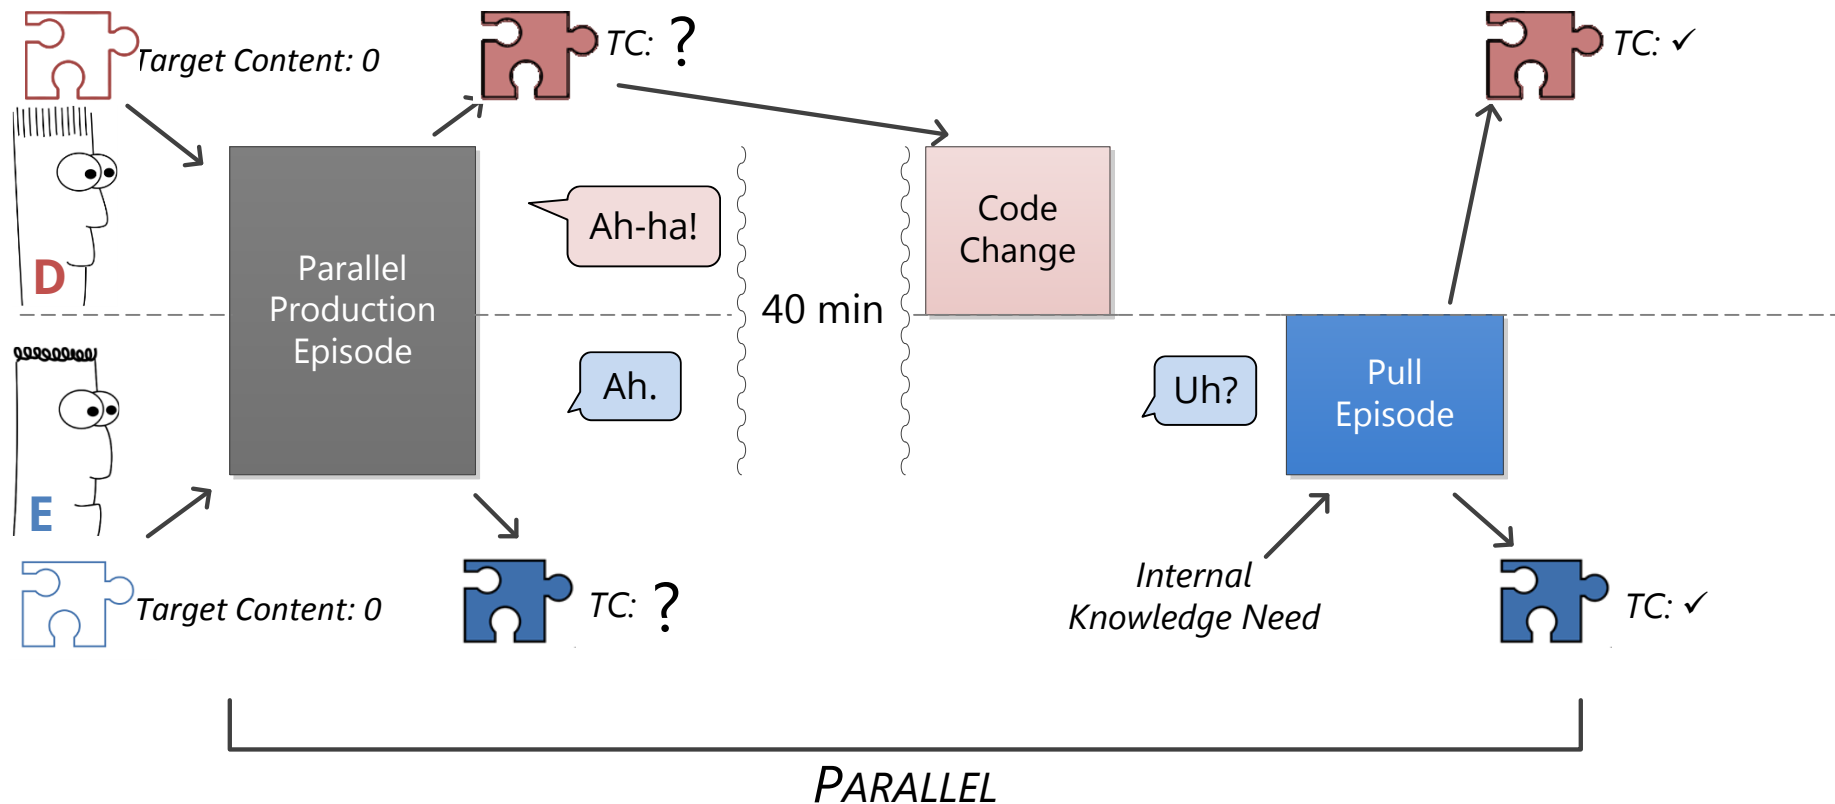 Target Content: 0
TC: ?
TC: ✓
D
Parallel
Production
Episode
Ah-ha!
Code
Change
40 min
E
Ah.
Uh?
Pull
Episode
Target Content: 0
TC: ?
Internal
Knowledge Need
TC: ✓
PARALLEL